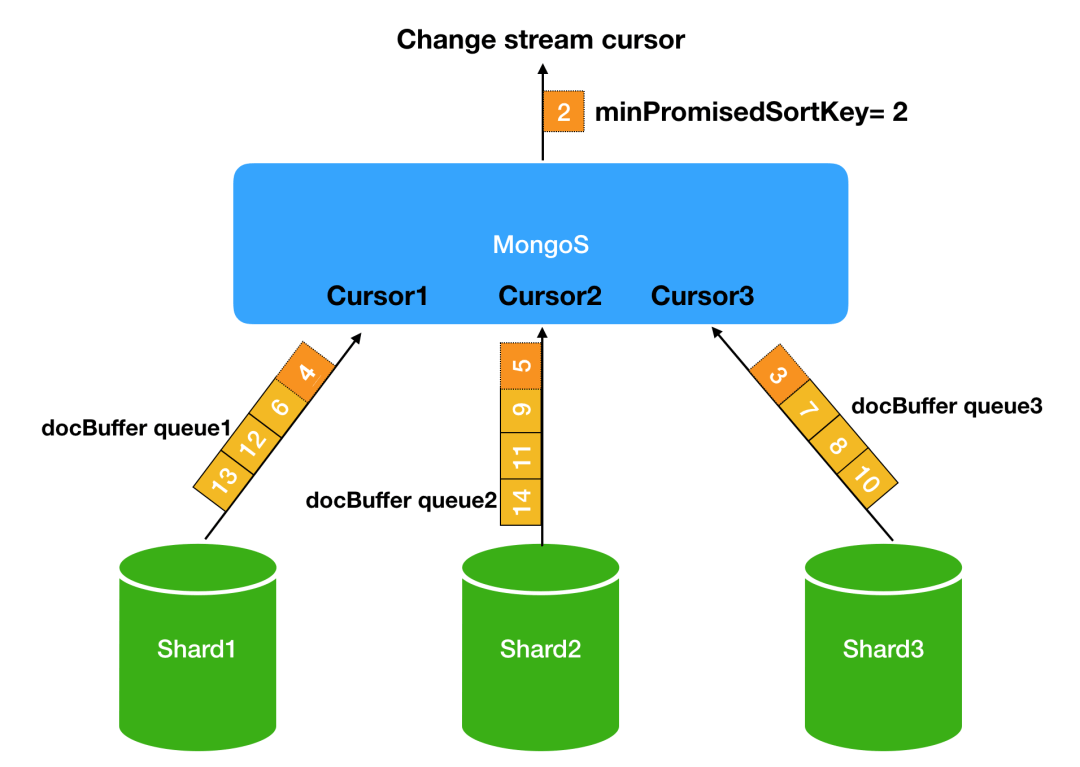 Change stream cursor
2 minPromisedSortKey= 2
MongoS
Cursor1 Cursor2 Cursor3
4
6
12
13
docBuffer queue1
5
9
11
14
docBuffer queue2
3
7
8
10
docBuffer queue3
Shard1
Shard2
Shard3